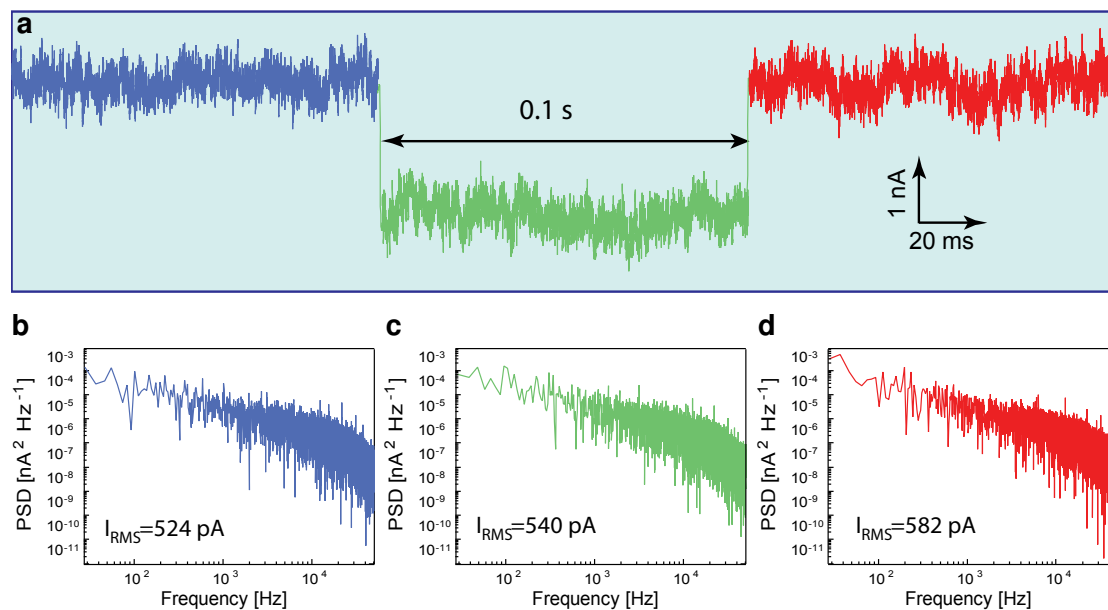 a
0.1 s
1 nA
20 ms
b
c
d
PSD [nA² Hz⁻¹]
10⁻³
10⁻⁴
10⁻⁵
10⁻⁶
10⁻⁷
10⁻⁸
10⁻⁹
10⁻¹⁰
10⁻¹¹
I_RMS=524 pA
10² 10³ 10⁴
Frequency [Hz]
PSD [nA² Hz⁻¹]
10⁻³
10⁻⁴
10⁻⁵
10⁻⁶
10⁻⁷
10⁻⁸
10⁻⁹
10⁻¹⁰
10⁻¹¹
I_RMS=540 pA
10² 10³ 10⁴
Frequency [Hz]
PSD [nA² Hz⁻¹]
10⁻³
10⁻⁴
10⁻⁵
10⁻⁶
10⁻⁷
10⁻⁸
10⁻⁹
10⁻¹⁰
10⁻¹¹
I_RMS=582 pA
10² 10³ 10⁴
Frequency [Hz]